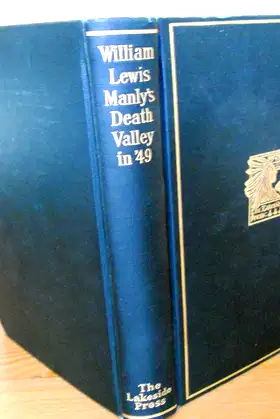 William
Lewis
Manly's
Death
Valley
in '49
The
Lakeside
Press